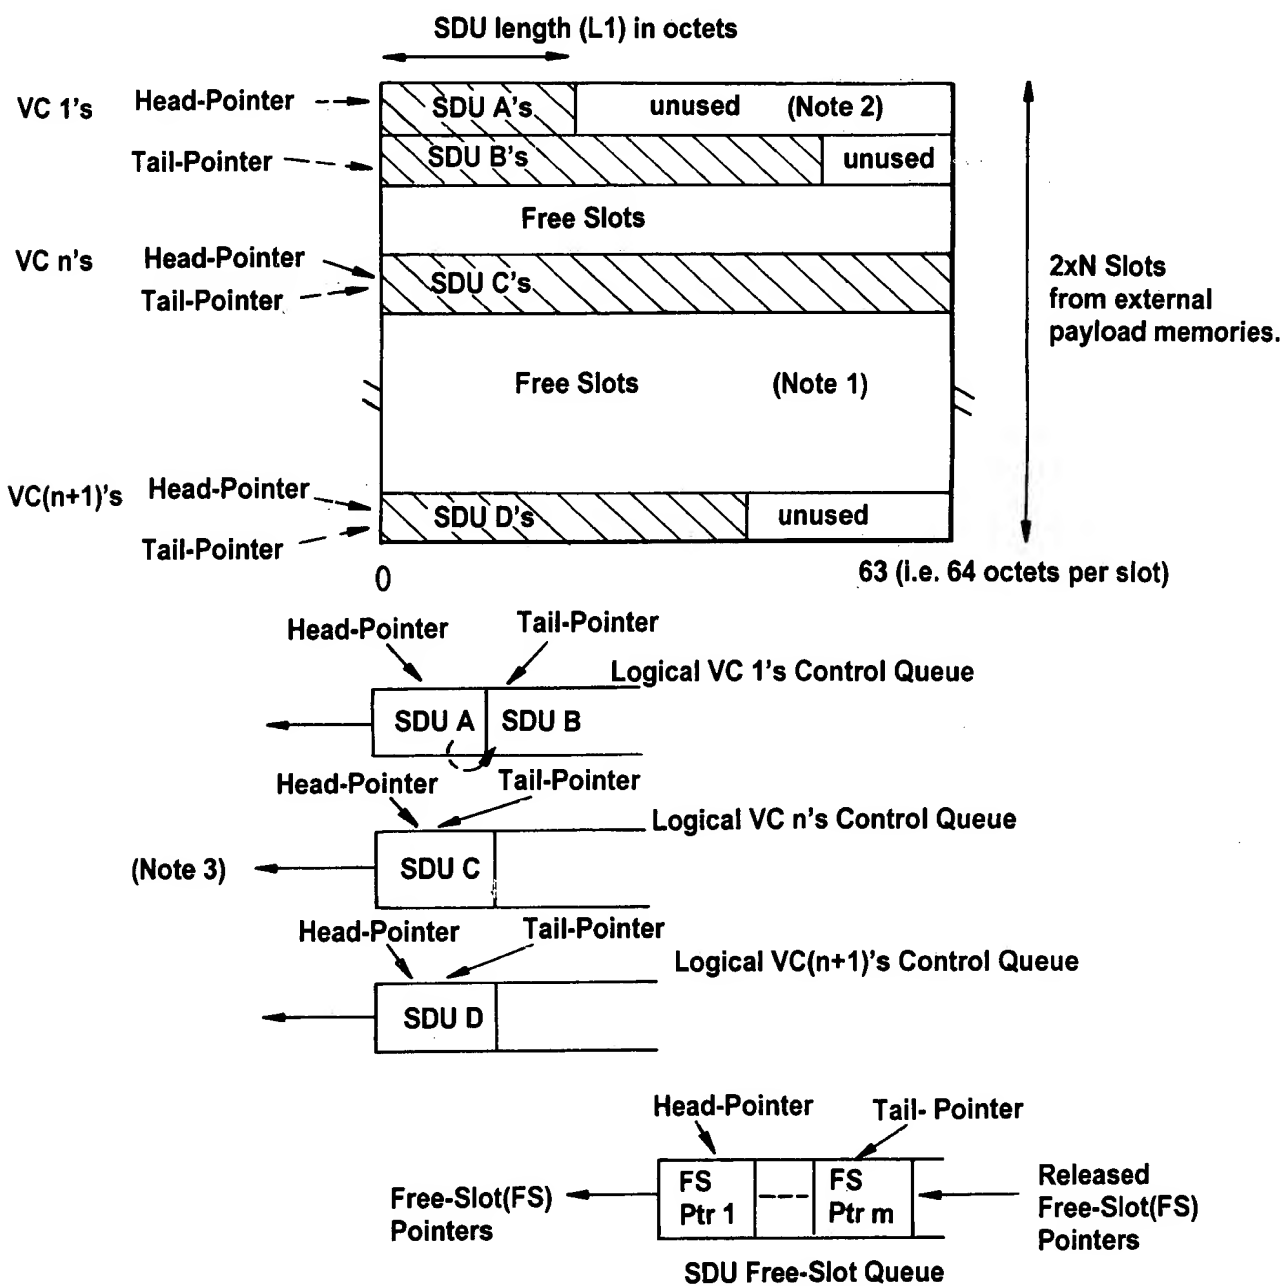 SDU length (L1) in octets
VC 1's Head-Pointer SDU A's unused (Note 2)
Tail-Pointer SDU B's unused
Free Slots
VC n's Head-Pointer
Tail-Pointer SDU C's
2xN Slots
from external
payload memories.
Free Slots (Note 1)
VC(n+1)'s Head-Pointer
SDU D's unused
Tail-Pointer
0 63 (i.e. 64 octets per slot)
Head-Pointer Tail-Pointer
Logical VC 1's Control Queue
SDU A SDU B
Head-Pointer Tail-Pointer
Logical VC n's Control Queue
(Note 3) SDU C
Head-Pointer Tail-Pointer
Logical VC(n+1)'s Control Queue
SDU D
Head-Pointer Tail- Pointer
Free-Slot(FS)
Pointers
FS
Ptr 1
FS
Ptr m
Released
Free-Slot(FS)
Pointers
SDU Free-Slot Queue